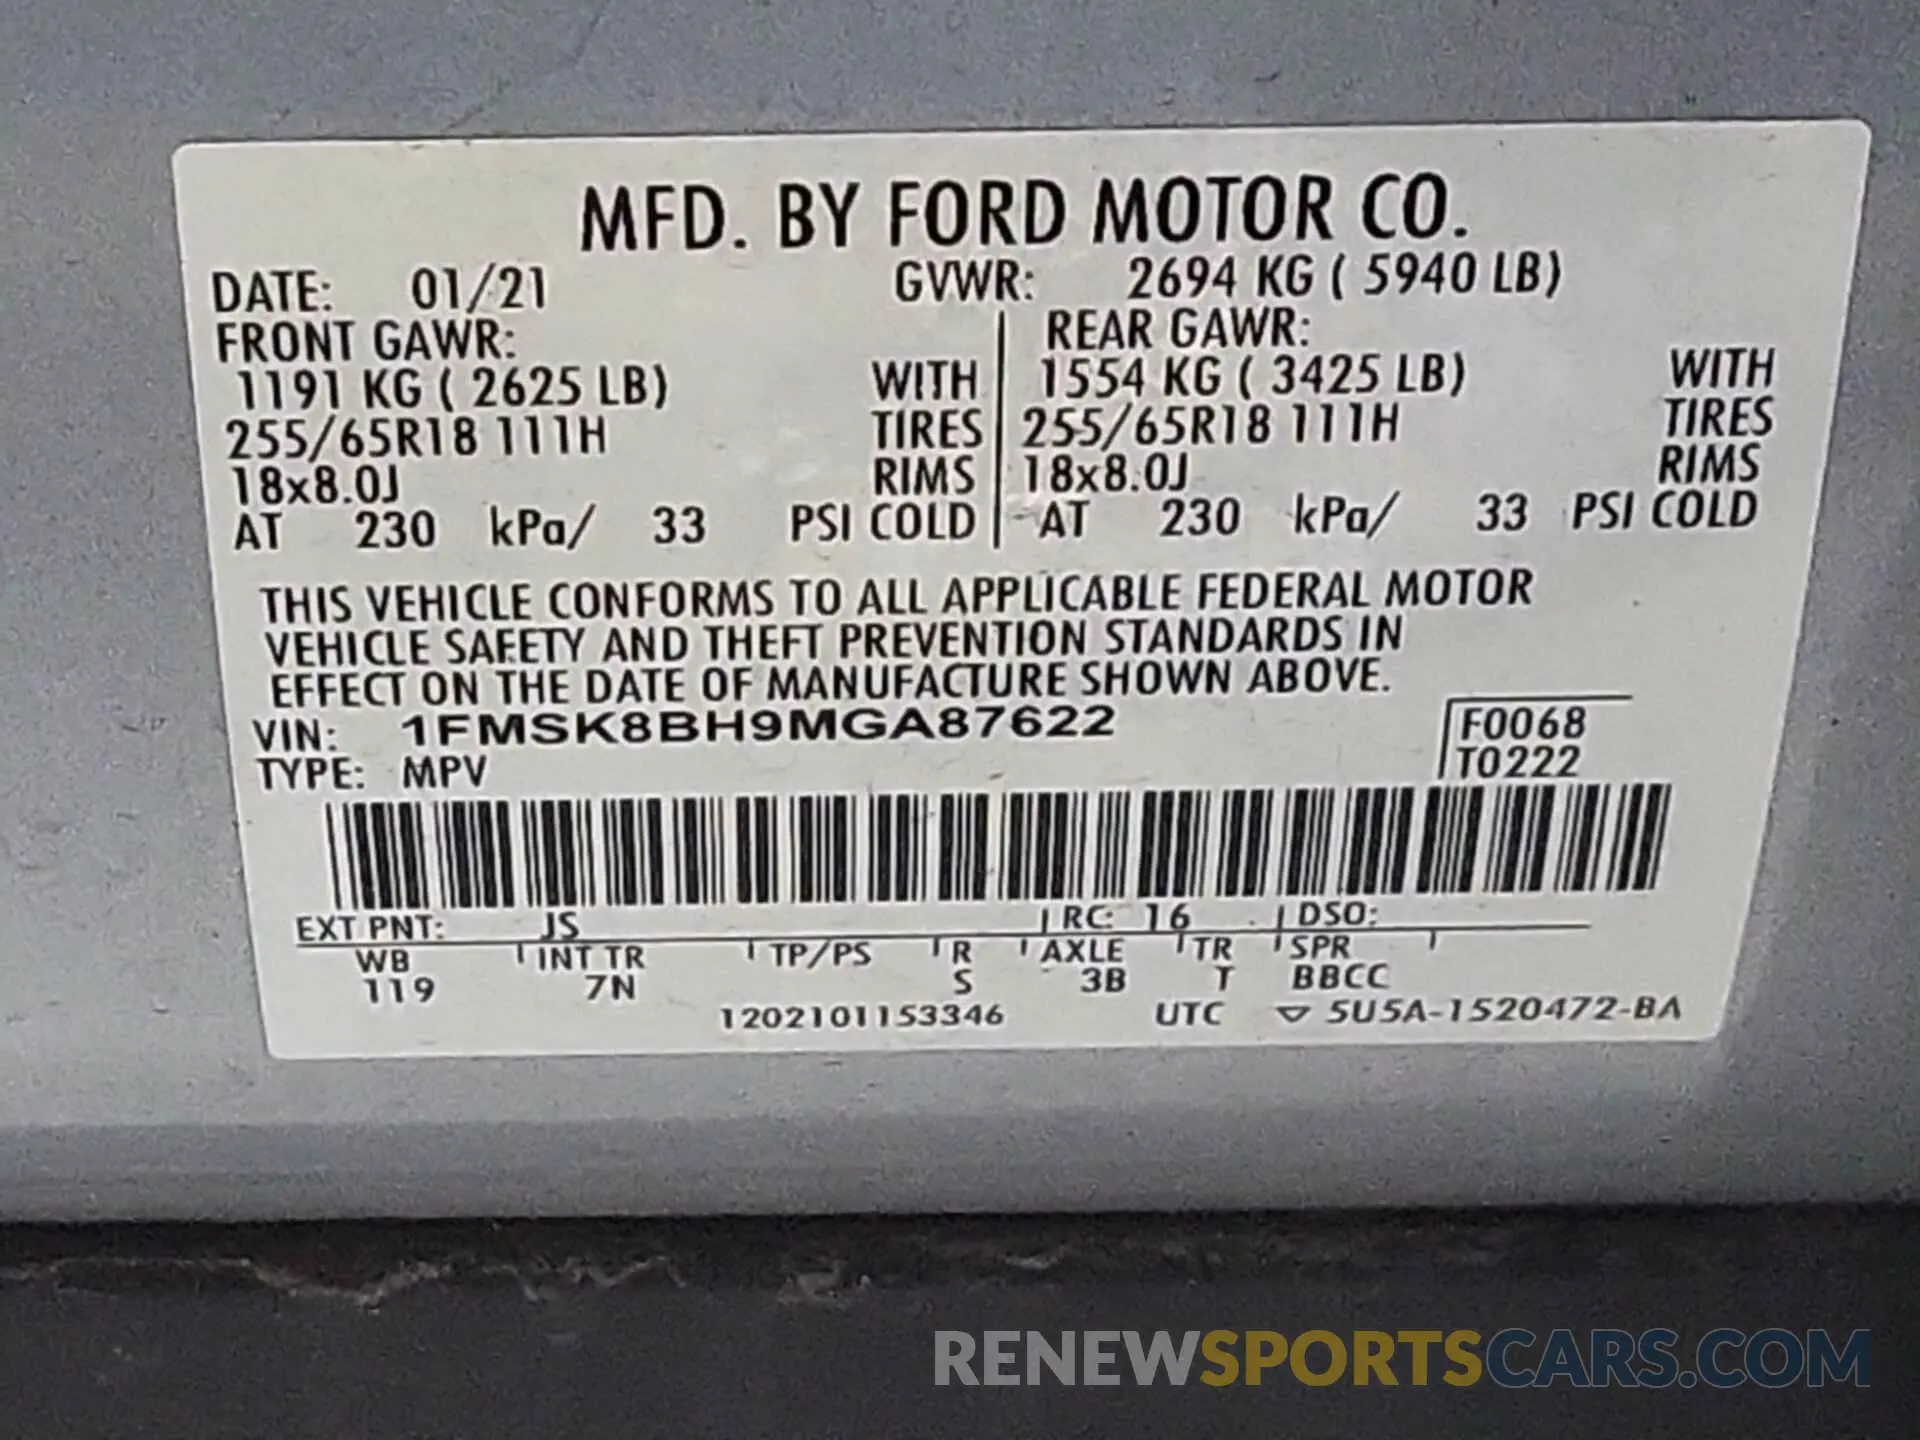 MFD. BY FORD MOTOR CO.
DATE: 01/21 GVWR: 2694 KG ( 5940 LB)
FRONT GAWR: REAR GAWR:
1191 KG ( 2625 LB) WITH 1554 KG ( 3425 LB) WITH
255/65R18 111H TIRES 255/65R18 111H TIRES
18x8.0J RIMS 18x8.0J RIMS
AT 230 kPa/ 33 PSI COLD AT 230 kPa/ 33 PSI COLD
THIS VEHICLE CONFORMS TO ALL APPLICABLE FEDERAL MOTOR
VEHICLE SAFETY AND THEFT PREVENTION STANDARDS IN
EFFECT ON THE DATE OF MANUFACTURE SHOWN ABOVE.
VIN: 1FMSK8BH9MGA87622 F0068
TYPE: MPV T0222
EXT PNT: JS RC: 16 DSO:
WB INT TR TP/PS R AXLE TR SPR
119 7N S 3B T BBCC
1202101153346 UTC ▽ 5U5A-1520472-BA
RENEWSPORTSCARS.COM